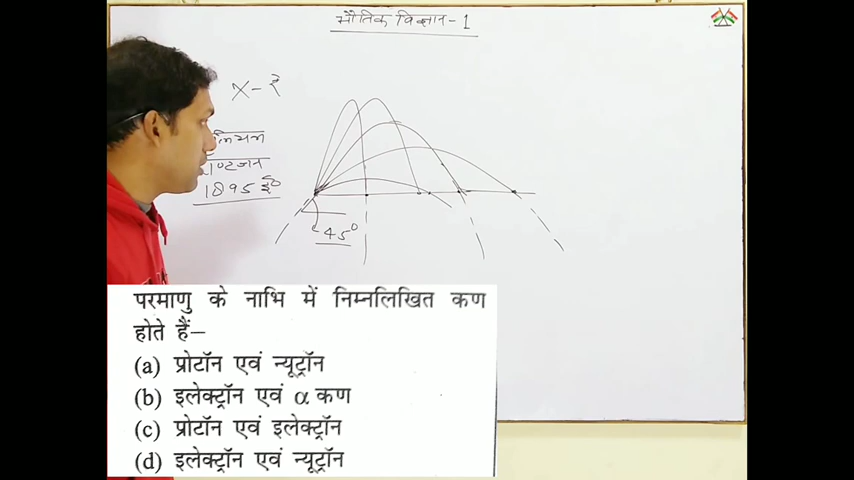 भौतिक विज्ञान - 1
X - रे
1895 ई०
45°
परमाणु के नाभि में निम्नलिखित कण
होते हैं–
(a) प्रोटॉन एवं न्यूट्रॉन
(b) इलेक्ट्रॉन एवं α कण
(c) प्रोटॉन एवं इलेक्ट्रॉन
(d) इलेक्ट्रॉन एवं न्यूट्रॉन